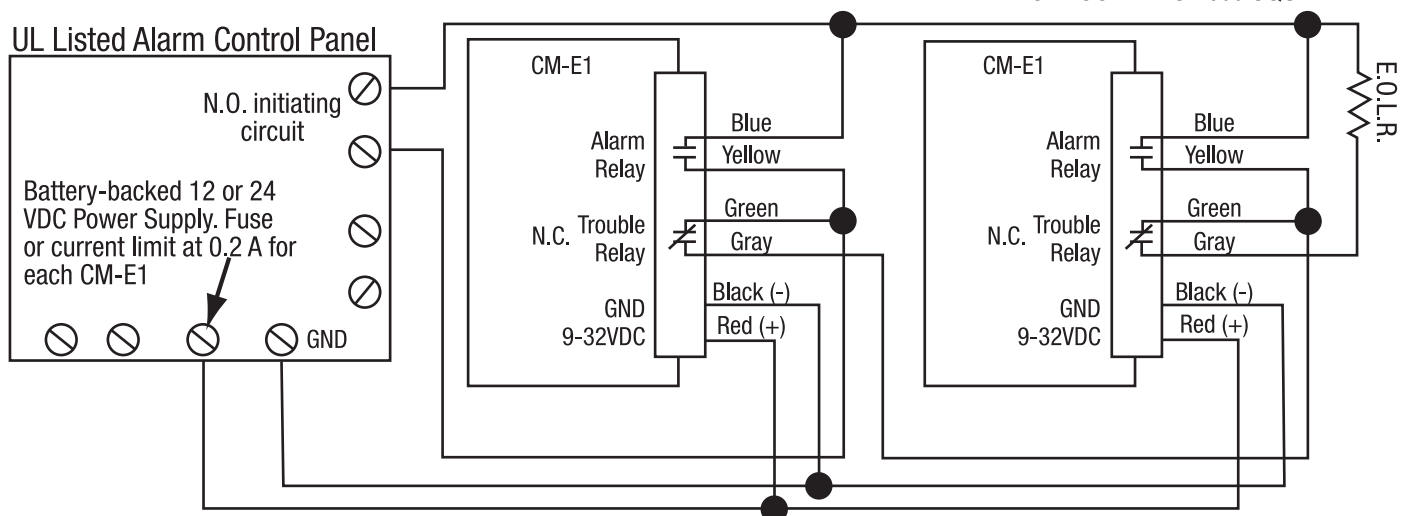 UL Listed Alarm Control Panel
N.O. initiating
circuit
Battery-backed 12 or 24
VDC Power Supply. Fuse
or current limit at 0.2 A for
each CM-E1
GND
CM-E1
Alarm
Relay
Blue
Yellow
N.C. Trouble
Relay
Green
Gray
GND
9-32VDC
Black (-)
Red (+)
CM-E1
Alarm
Relay
Blue
Yellow
N.C. Trouble
Relay
Green
Gray
GND
9-32VDC
Black (-)
Red (+)
E.O.L.R.